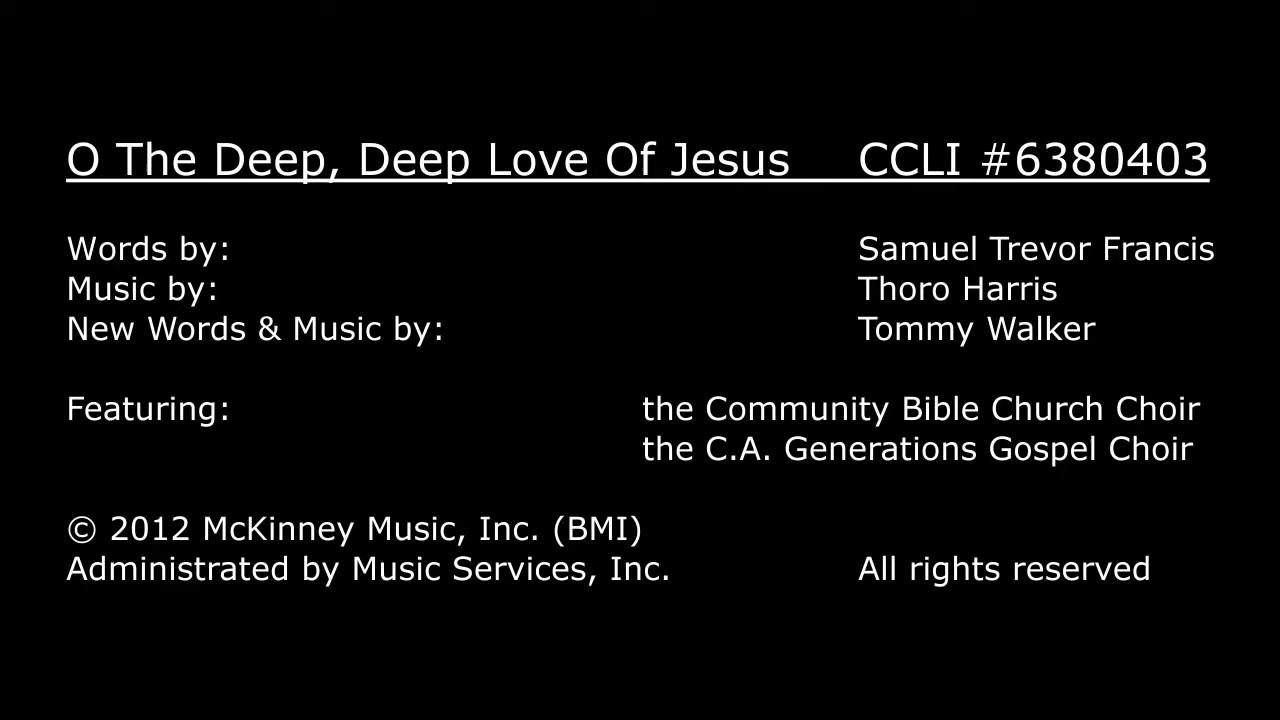 O The Deep, Deep Love Of Jesus CCLI #6380403
Words by: Samuel Trevor Francis
Music by: Thoro Harris
New Words & Music by: Tommy Walker
Featuring: the Community Bible Church Choir
the C.A. Generations Gospel Choir
© 2012 McKinney Music, Inc. (BMI)
Administrated by Music Services, Inc. All rights reserved